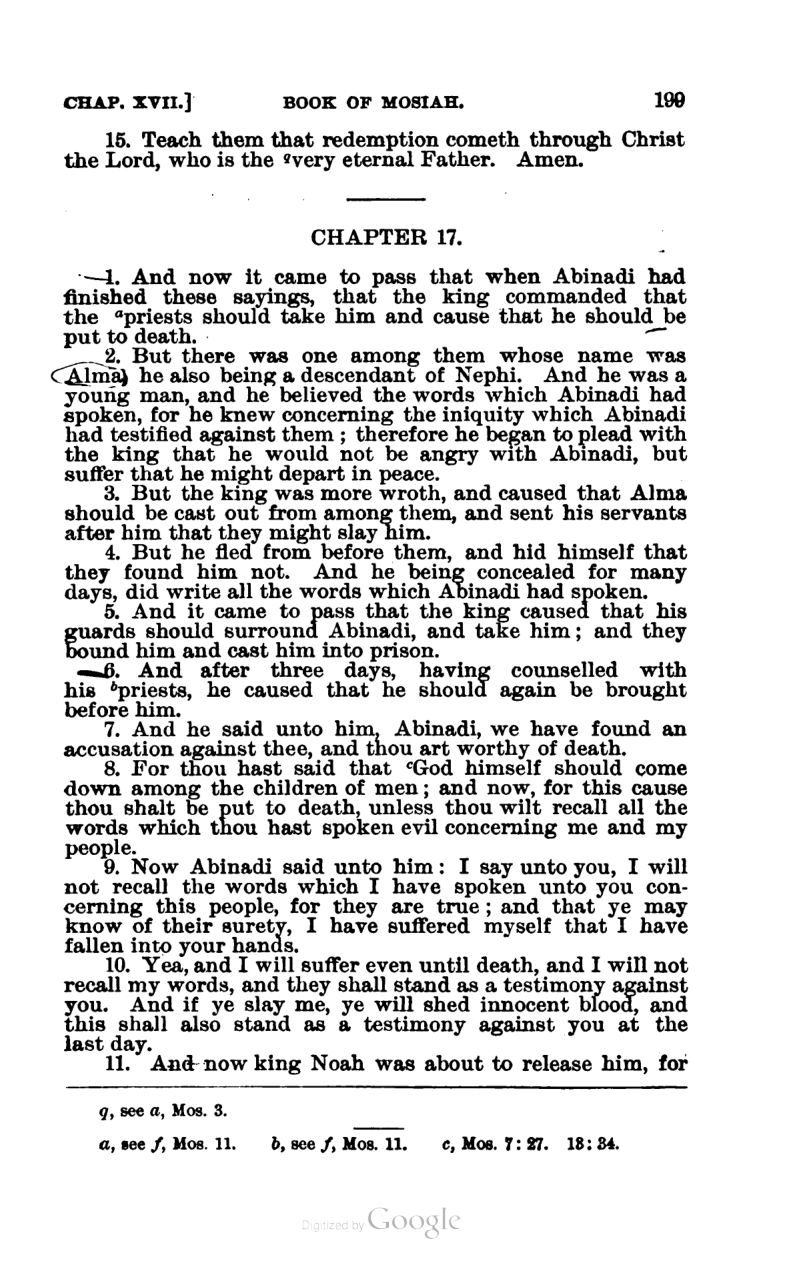 CHAP. XVII.] BOOK OF MOSIAH. 199
15. Teach them that redemption cometh through Christ
the Lord, who is the qvery eternal Father. Amen.
CHAPTER 17.
1. And now it came to pass that when Abinadi had
finished these sayings, that the king commanded that
the apriests should take him and cause that he should be
put to death.
2. But there was one among them whose name was
Alma, he also being a descendant of Nephi. And he was a
young man, and he believed the words which Abinadi had
spoken, for he knew concerning the iniquity which Abinadi
had testified against them ; therefore he began to plead with
the king that he would not be angry with Abinadi, but
suffer that he might depart in peace.
3. But the king was more wroth, and caused that Alma
should be cast out from among them, and sent his servants
after him that they might slay him.
4. But he fled from before them, and hid himself that
they found him not. And he being concealed for many
days, did write all the words which Abinadi had spoken.
5. And it came to pass that the king caused that his
guards should surround Abinadi, and take him ; and they
bound him and cast him into prison.
6. And after three days, having counselled with
his bpriests, he caused that he should again be brought
before him.
7. And he said unto him, Abinadi, we have found an
accusation against thee, and thou art worthy of death.
8. For thou hast said that cGod himself should come
down among the children of men ; and now, for this cause
thou shalt be put to death, unless thou wilt recall all the
words which thou hast spoken evil concerning me and my
people.
9. Now Abinadi said unto him : I say unto you, I will
not recall the words which I have spoken unto you con-
cerning this people, for they are true ; and that ye may
know of their surety, I have suffered myself that I have
fallen into your hands.
10. Yea, and I will suffer even until death, and I will not
recall my words, and they shall stand as a testimony against
you. And if ye slay me, ye will shed innocent blood, and
this shall also stand as a testimony against you at the
last day.
11. And now king Noah was about to release him, for
q, see a, Mos. 3.
a, see f, Mos. 11. b, see f, Mos. 11. c, Mos. 7: 27. 13: 34.
Digitized by Google